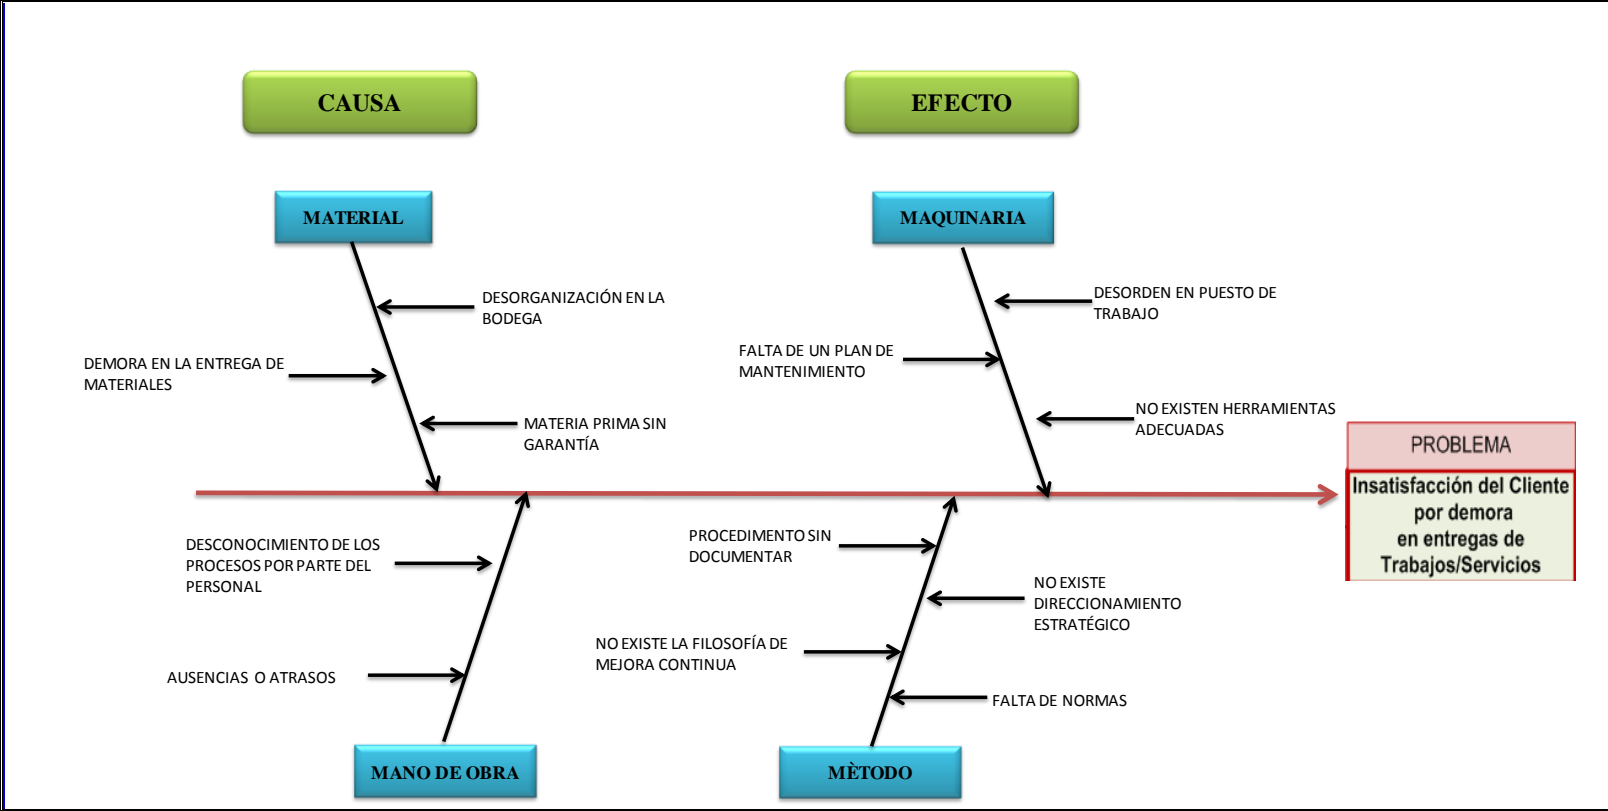 CAUSA
EFECTO
MATERIAL
MAQUINARIA
DESORGANIZACIÓN EN LA
BODEGA
DEMORA EN LA ENTREGA DE
MATERIALES
MATERIA PRIMA SIN
GARANTÍA
DESORDEN EN PUESTO DE
TRABAJO
FALTA DE UN PLAN DE
MANTENIMIENTO
NO EXISTEN HERRAMIENTAS
ADECUADAS
PROBLEMA
Insatisfacción del Cliente
por demora
en entregas de
Trabajos/Servicios
DESCONOCIMIENTO DE LOS
PROCESOS POR PARTE DEL
PERSONAL
AUSENCIAS O ATRASOS
PROCEDIMENTO SIN
DOCUMENTAR
NO EXISTE
DIRECCIONAMIENTO
ESTRATÉGICO
NO EXISTE LA FILOSOFÍA DE
MEJORA CONTINUA
FALTA DE NORMAS
MANO DE OBRA
MÈTODO